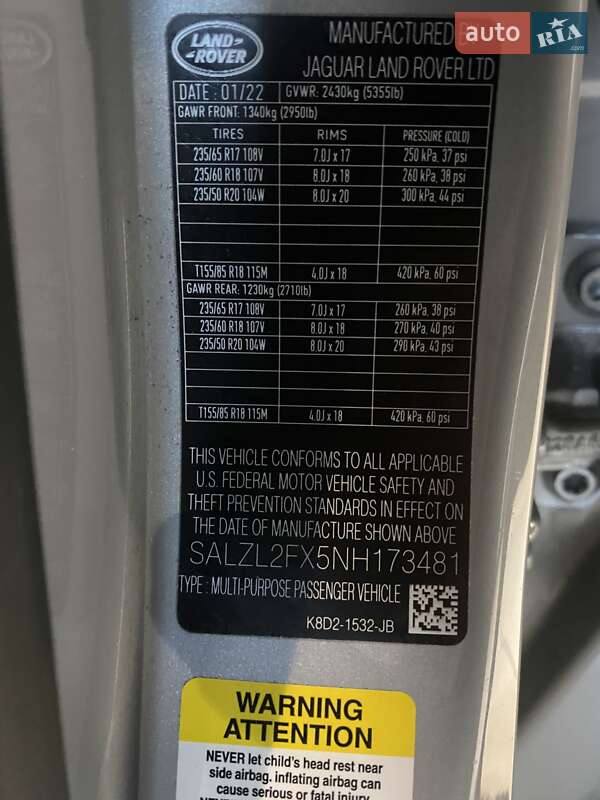 auto RIA.com
LAND-
-ROVER
MANUFACTURED
JAGUAR LAND ROVER LTD
DATE : 01/22 GVWR: 2430kg (5355lb)
GAWR FRONT: 1340kg (2950lb)
TIRES RIMS PRESSURE (COLD)
235/65 R17 108V 7.0J x 17 250 kPa, 37 psi
235/60 R18 107V 8.0J x 18 260 kPa, 38 psi
235/50 R20 104W 8.0J x 20 300 kPa, 44 psi
T155/85 R18 115M 4.0J x 18 420 kPa, 60 psi
GAWR REAR: 1230kg (2710lb)
235/65 R17 108V 7.0J x 17 260 kPa, 38 psi
235/60 R18 107V 8.0J x 18 270 kPa, 40 psi
235/50 R20 104W 8.0J x 20 290 kPa, 43 psi
T155/85 R18 115M 4.0J x 18 420 kPa, 60 psi
THIS VEHICLE CONFORMS TO ALL APPLICABLE
U.S. FEDERAL MOTOR VEHICLE SAFETY AND
THEFT PREVENTION STANDARDS IN EFFECT ON
THE DATE OF MANUFACTURE SHOWN ABOVE
SALZL2FX5NH173481
TYPE : MULTI-PURPOSE PASSENGER VEHICLE
K8D2-1532-JB
WARNING
ATTENTION
NEVER let child's head rest near
side airbag. inflating airbag can
cause serious or fatal injury